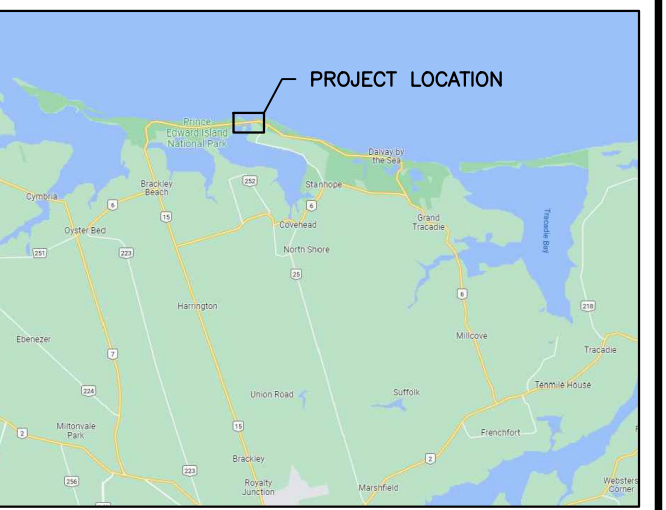 PROJECT LOCATION
Prince
Edward Island
National Park
Dalvay by
the Sea
Brackley
Beach
252
Stanhope
Cymbria
6
15
6
Grand
Tracadie
Tracadie Bay
Oyster Bed
Covehead
251
223
North Shore
25
6
218
Harrington
Ebenezer
Millcove
7
Tracadie
224
Union Road
Suffolk
Tenmile House
2
Miltonvale
Park
15
Frenchfort
Brackley
2
223
256
Royalty
Junction
Marshfield
Websters
Corner